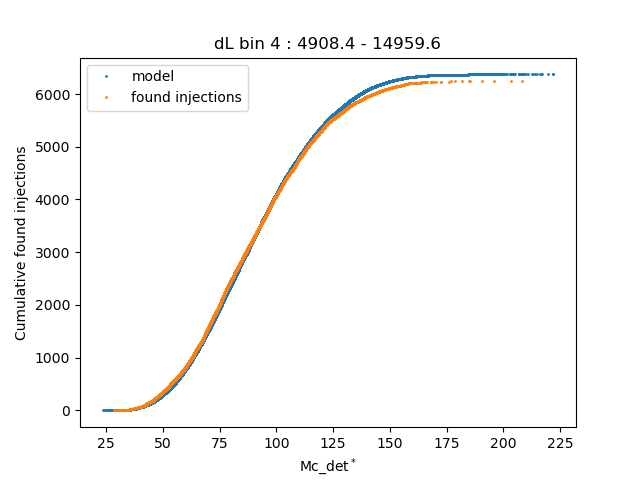 dL bin 4 : 4908.4 - 14959.6
model
found injections
Cumulative found injections
6000
5000
4000
3000
2000
1000
0
25 50 75 100 125 150 175 200 225
Mc_det*